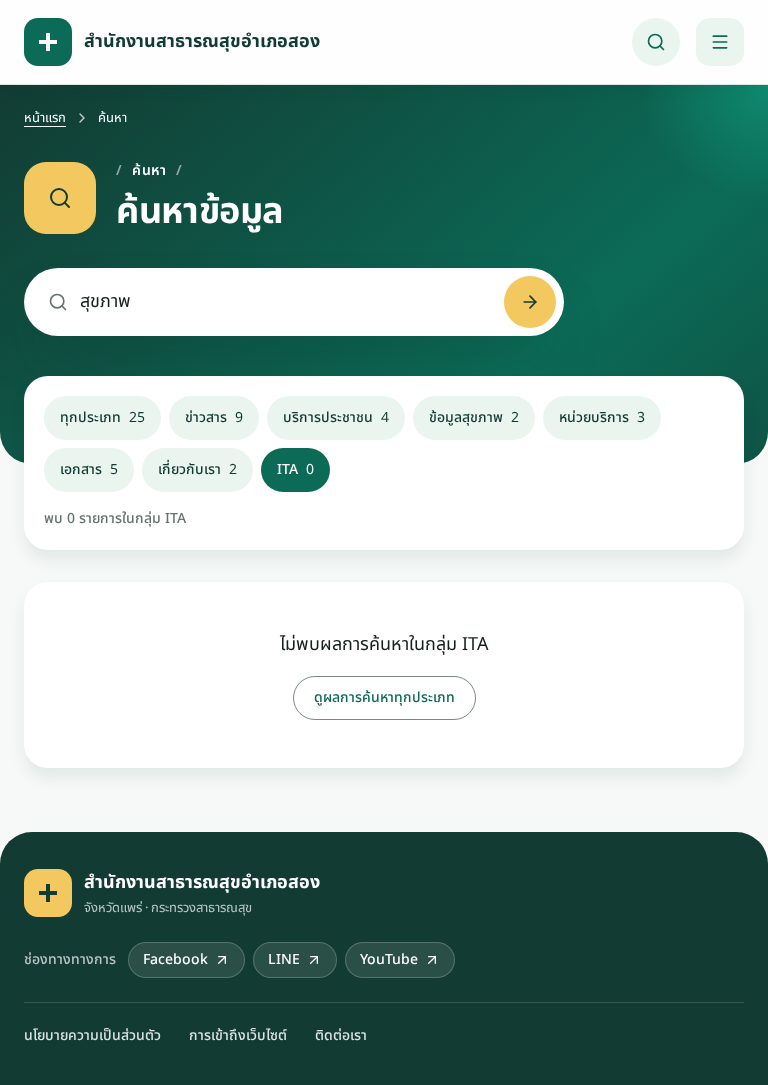 สำนักงานสาธารณสุขอำเภอสอง
หน้าแรก ค้นหา
/ ค้นหา /
ค้นหาข้อมูล
สุขภาพ
ทุกประเภท 25 ข่าวสาร 9 บริการประชาชน 4 ข้อมูลสุขภาพ 2 หน่วยบริการ 3
เอกสาร 5 เกี่ยวกับเรา 2 ITA 0
พบ 0 รายการในกลุ่ม ITA
ไม่พบผลการค้นหาในกลุ่ม ITA
ดูผลการค้นหาทุกประเภท
สำนักงานสาธารณสุขอำเภอสอง
จังหวัดแพร่ · กระทรวงสาธารณสุข
ช่องทางทางการ Facebook LINE YouTube
นโยบายความเป็นส่วนตัว การเข้าถึงเว็บไซต์ ติดต่อเรา